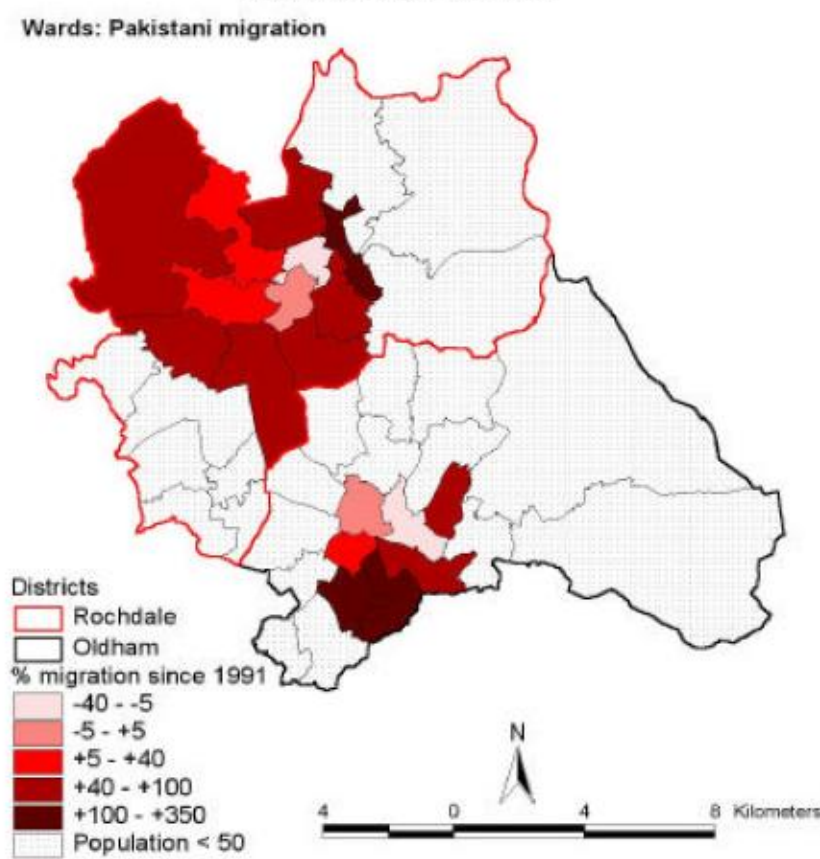 Wards: Pakistani migration
Districts
Rochdale
Oldham
% migration since 1991
-40 - -5
-5 - +5
+5 - +40
+40 - +100
+100 - +350
Population < 50
N
4 0 4 8 Kilometers